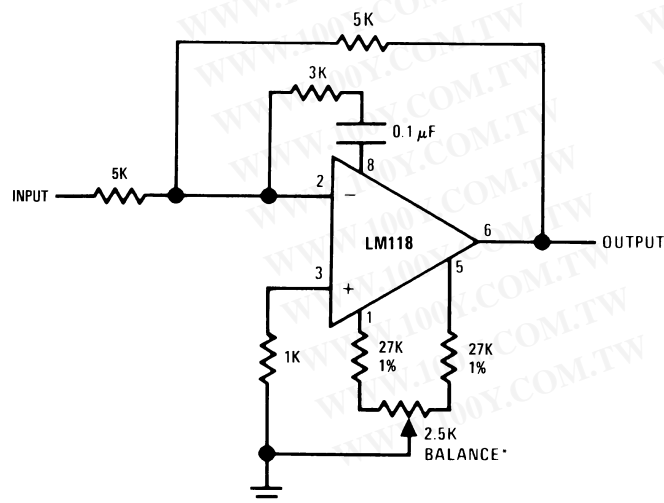 5K
3K
0.1 μF
8
5K
INPUT
2
−
LM118
6
OUTPUT
5
3
+
1
1K
27K
1%
27K
1%
2.5K
BALANCE*
WWW.100Y.COM.TW